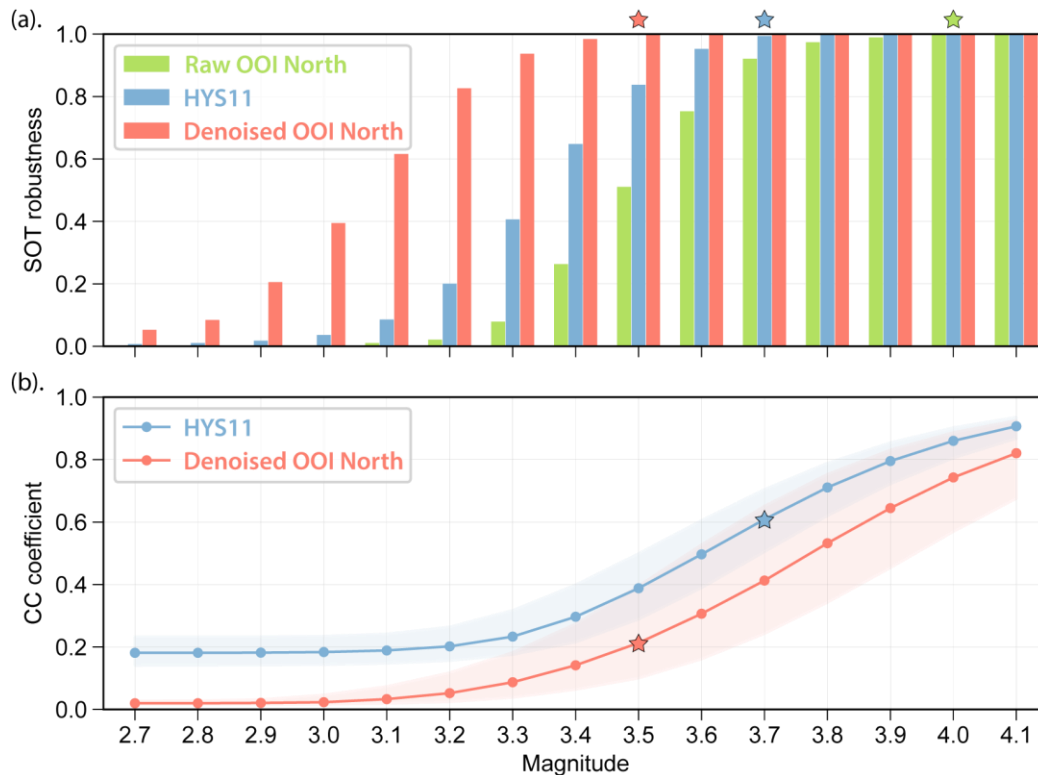 (a).
1.0
0.8
0.6
0.4
0.2
0.0
SOT robustness
Raw OOI North
HYS11
Denoised OOI North
(b).
1.0
0.8
0.6
0.4
0.2
0.0
CC coefficient
HYS11
Denoised OOI North
2.7 2.8 2.9 3.0 3.1 3.2 3.3 3.4 3.5 3.6 3.7 3.8 3.9 4.0 4.1
Magnitude